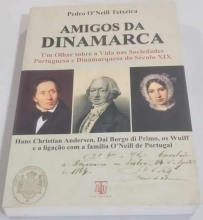 Pedro O'Neill Teixeira
AMIGOS DA
DINAMARCA
Um Olhar sobre a Vida nas Sociedades
Portuguesa e Dinamarquesa do Século XIX
Hans Christian Andersen, Dal Borgo di Primo, os Wulff
e a ligação com a família O'Neill de Portugal